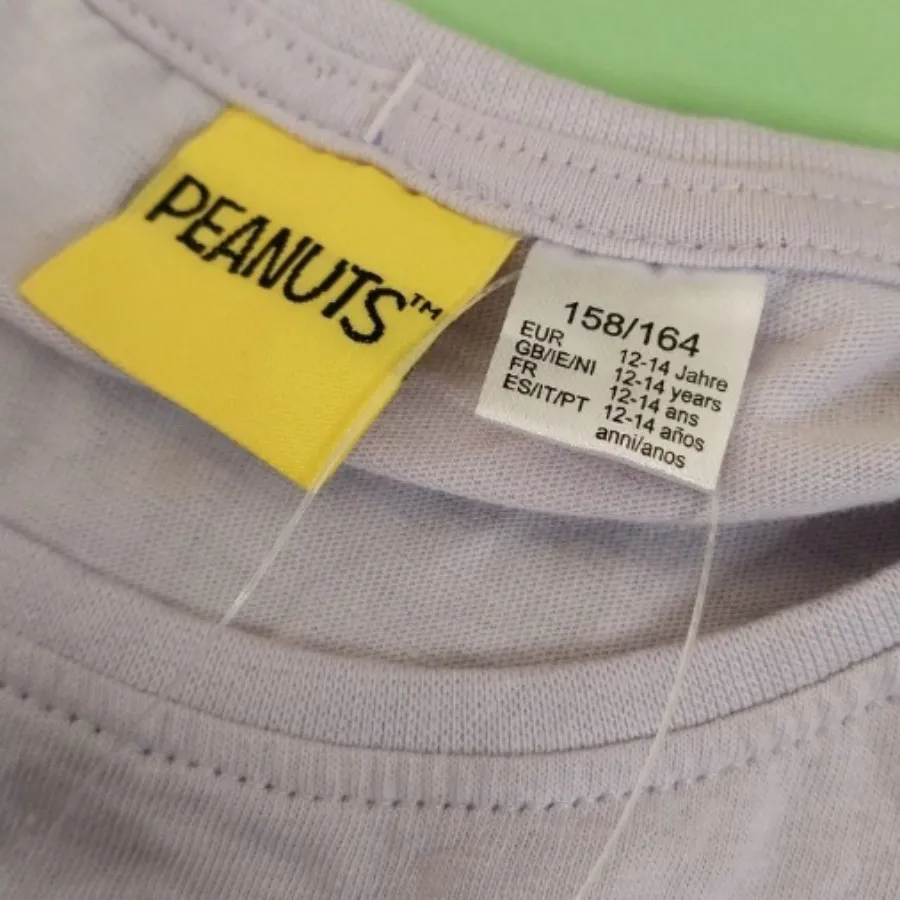 PEANUTS™
158/164
EUR 12-14 Jahre
GB/IE/NI 12-14 years
FR 12-14 ans
ES/IT/PT 12-14 años
anni/anos